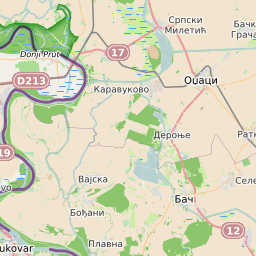 Српски
Милетић
Бачк
Грача
Donji Prut
17
D213
Оџаци
Каравуково
Дероње
Ратк
19
vo
Вајска
Селе
Бач
Бођани
12
Плавна
ukovar